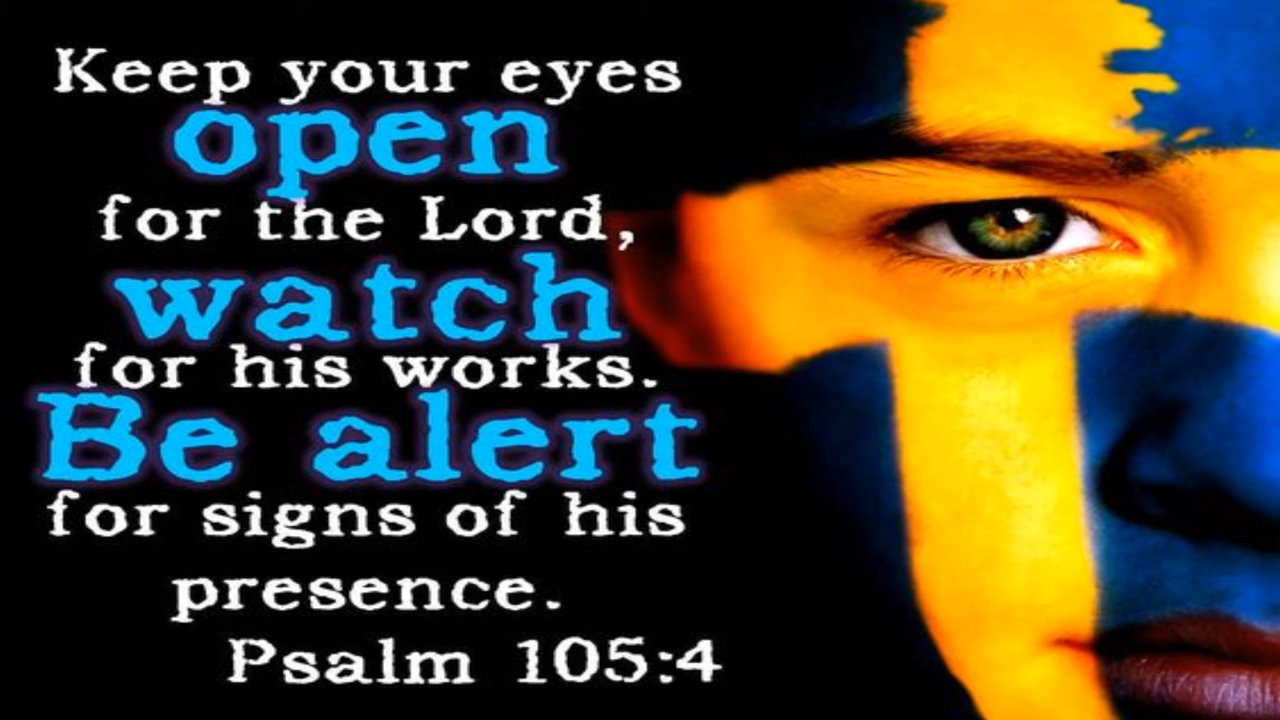 Keep your eyes
open
for the Lord,
watch
for his works.
Be alert
for signs of his
presence.
Psalm 105:4